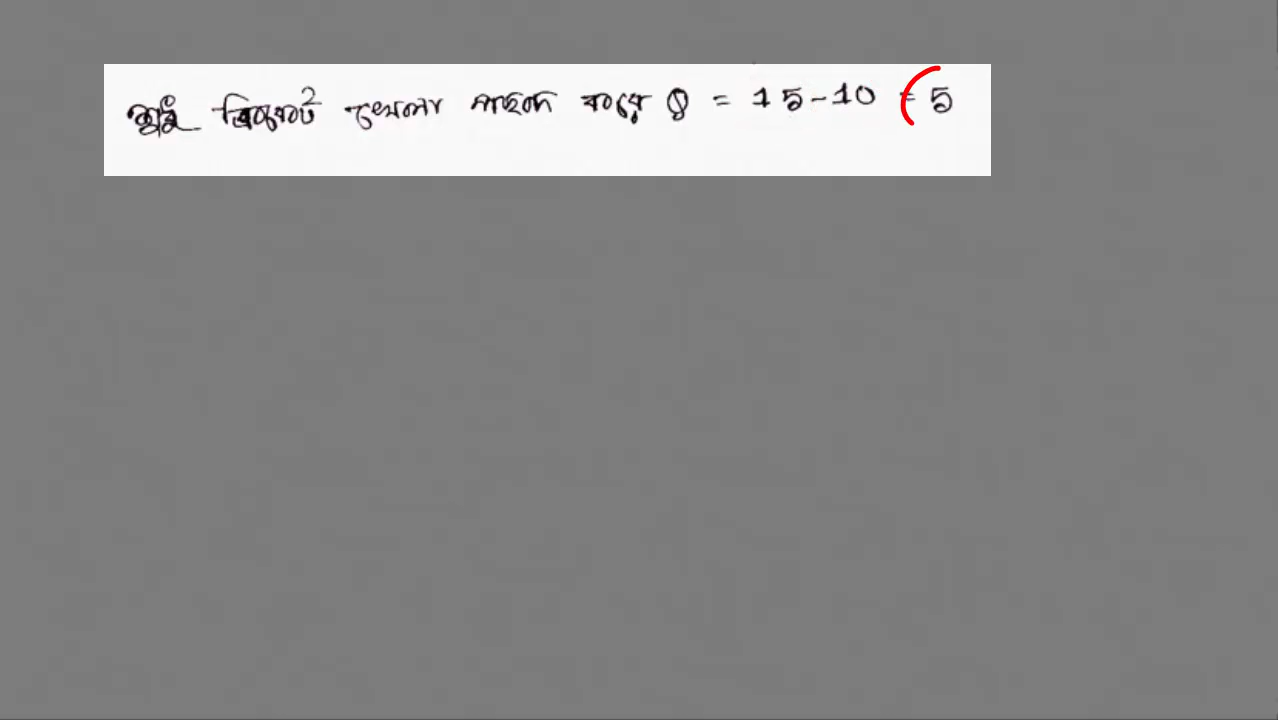 শুধু ক্রিকেট খেলা পছন্দ করে = 15-10 = 5